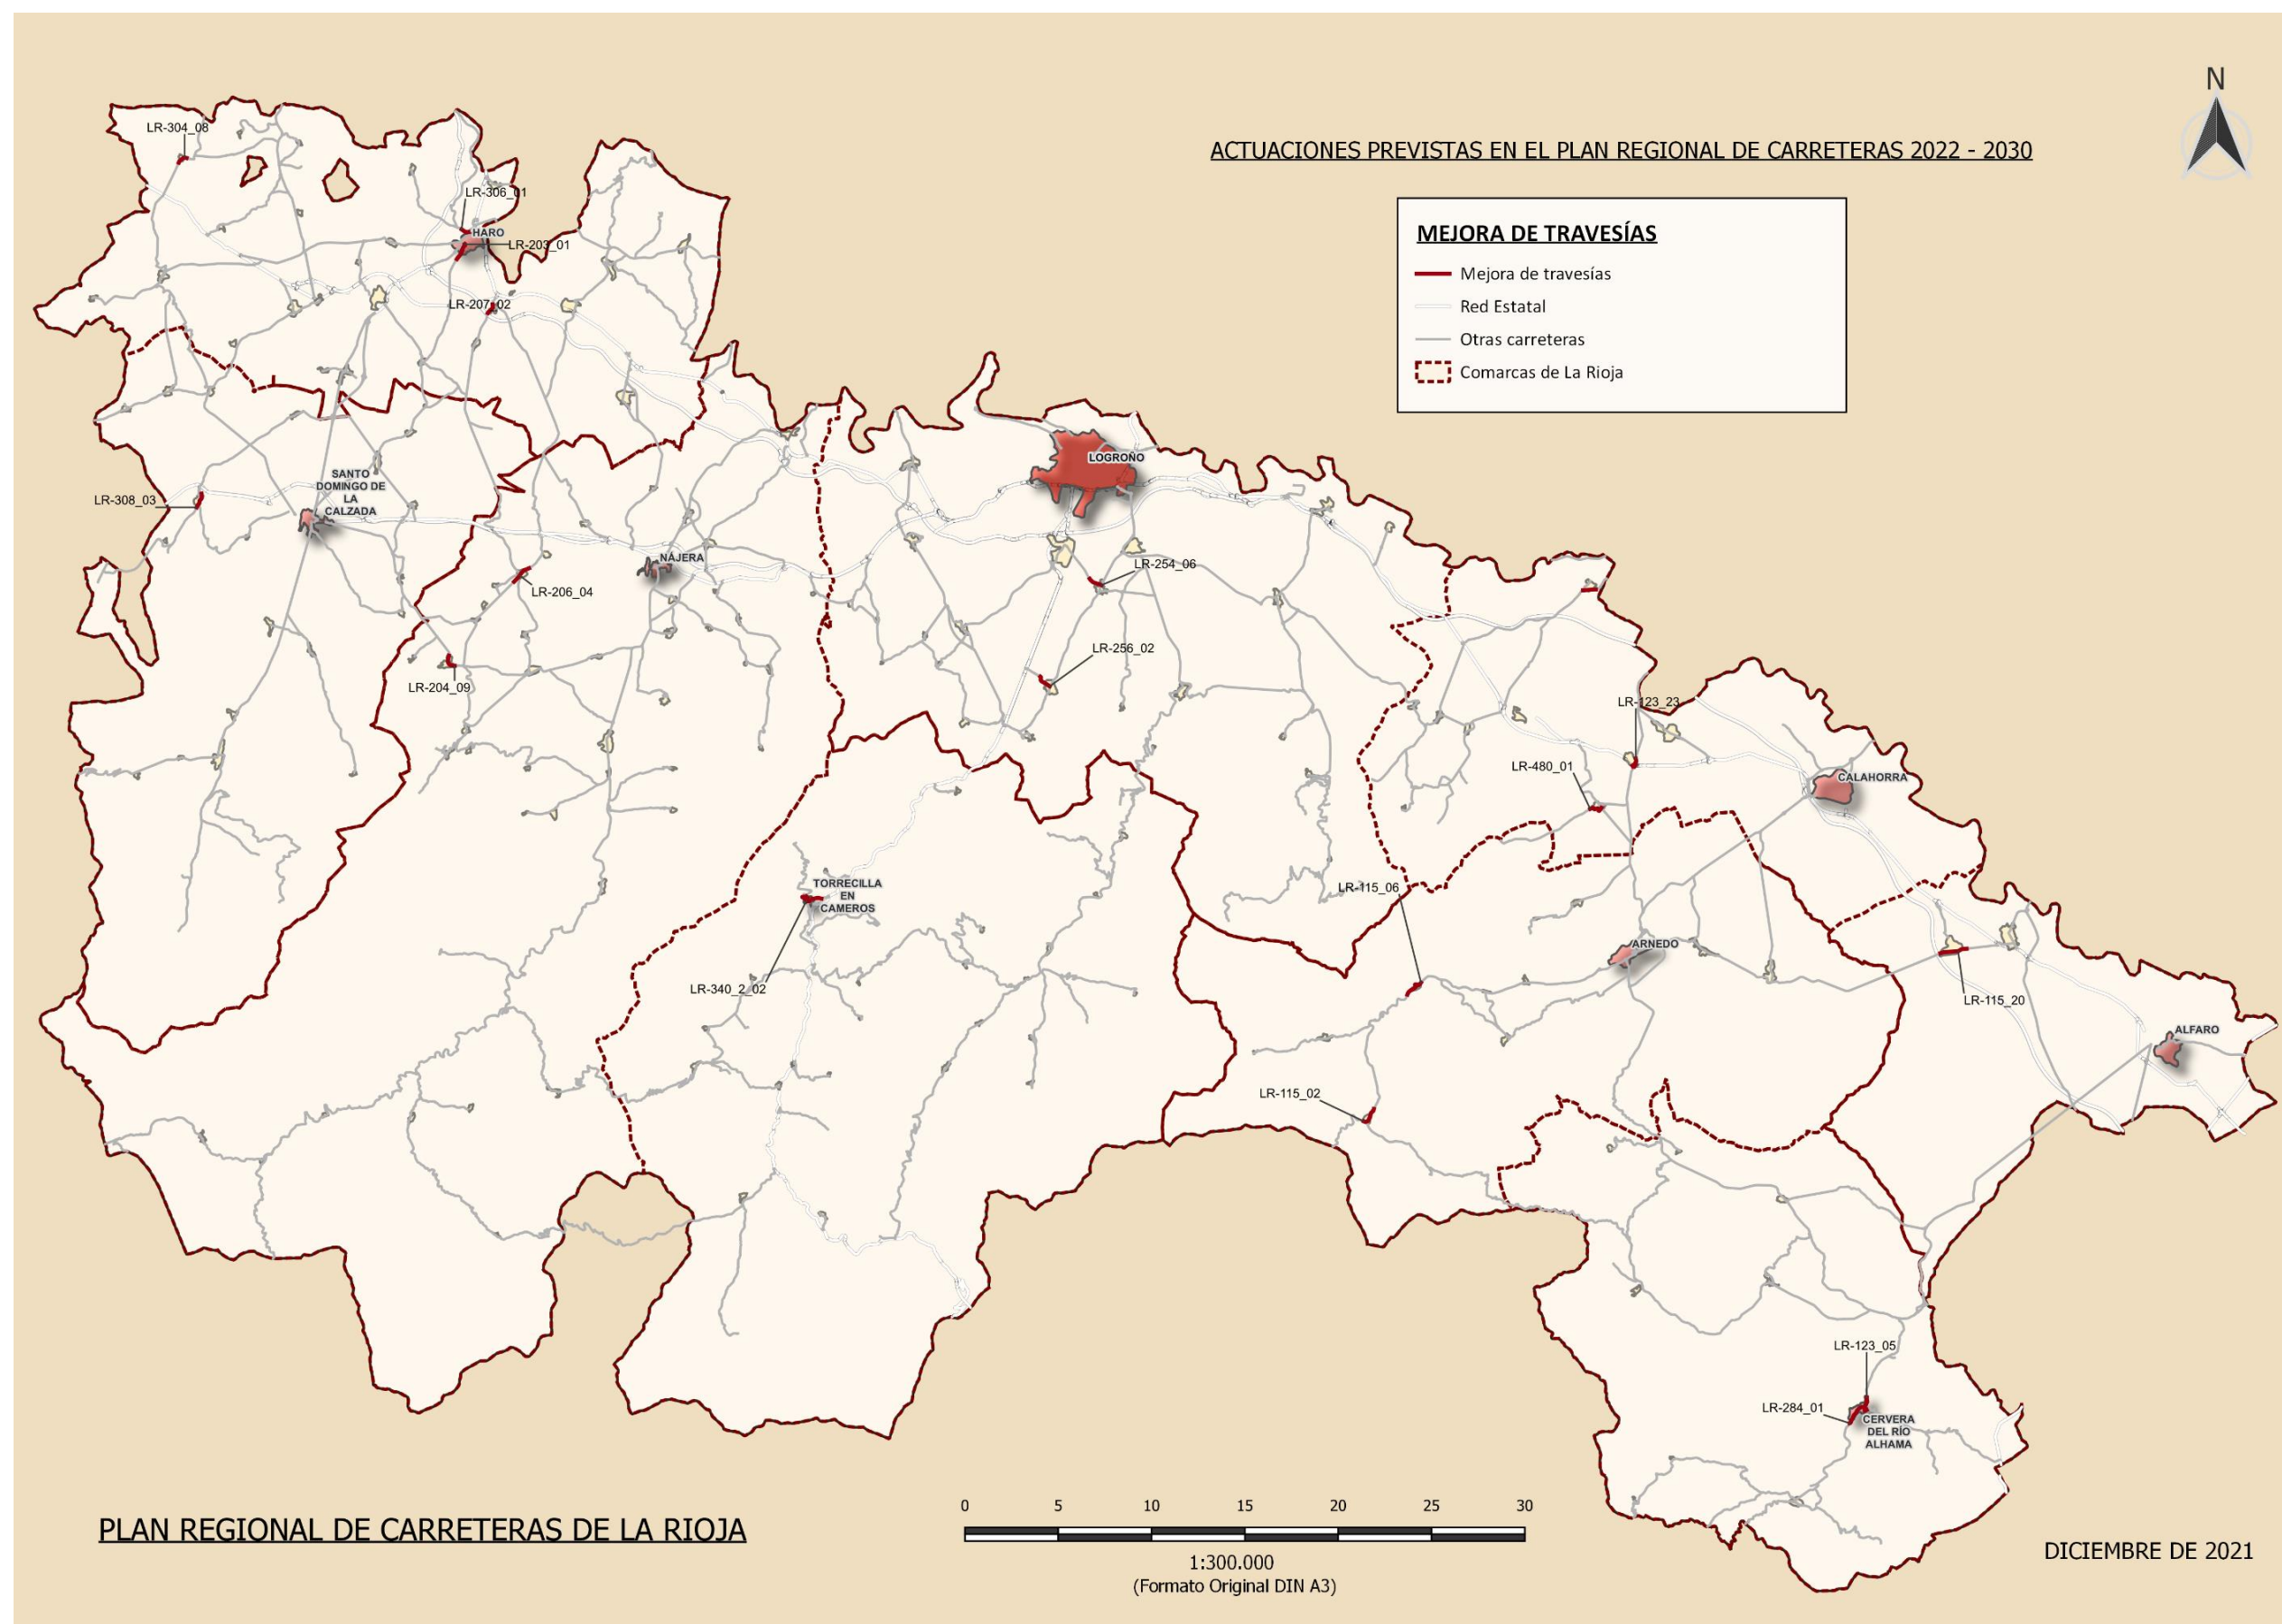 N
ACTUACIONES PREVISTAS EN EL PLAN REGIONAL DE CARRETERAS 2022 - 2030
MEJORA DE TRAVESÍAS
Mejora de travesías
Red Estatal
Otras carreteras
Comarcas de La Rioja
LR-304_08
LR-306_01
HARO
LR-203_01
LR-207_02
LOGROÑO
SANTO
DOMINGO DE
LA
CALZADA
LR-308_03
NÁJERA
LR-254_06
LR-206_04
LR-256_02
LR-204_09
LR-123_23
LR-480_01
CALAHORRA
TORRECILLA
EN
CAMEROS
LR-115_06
ARNEDO
LR-340_2_02
LR-115_20
ALFARO
LR-115_02
LR-123_05
LR-284_01
CERVERA
DEL RÍO
ALHAMA
0 5 10 15 20 25 30
1:300.000
(Formato Original DIN A3)
PLAN REGIONAL DE CARRETERAS DE LA RIOJA
DICIEMBRE DE 2021